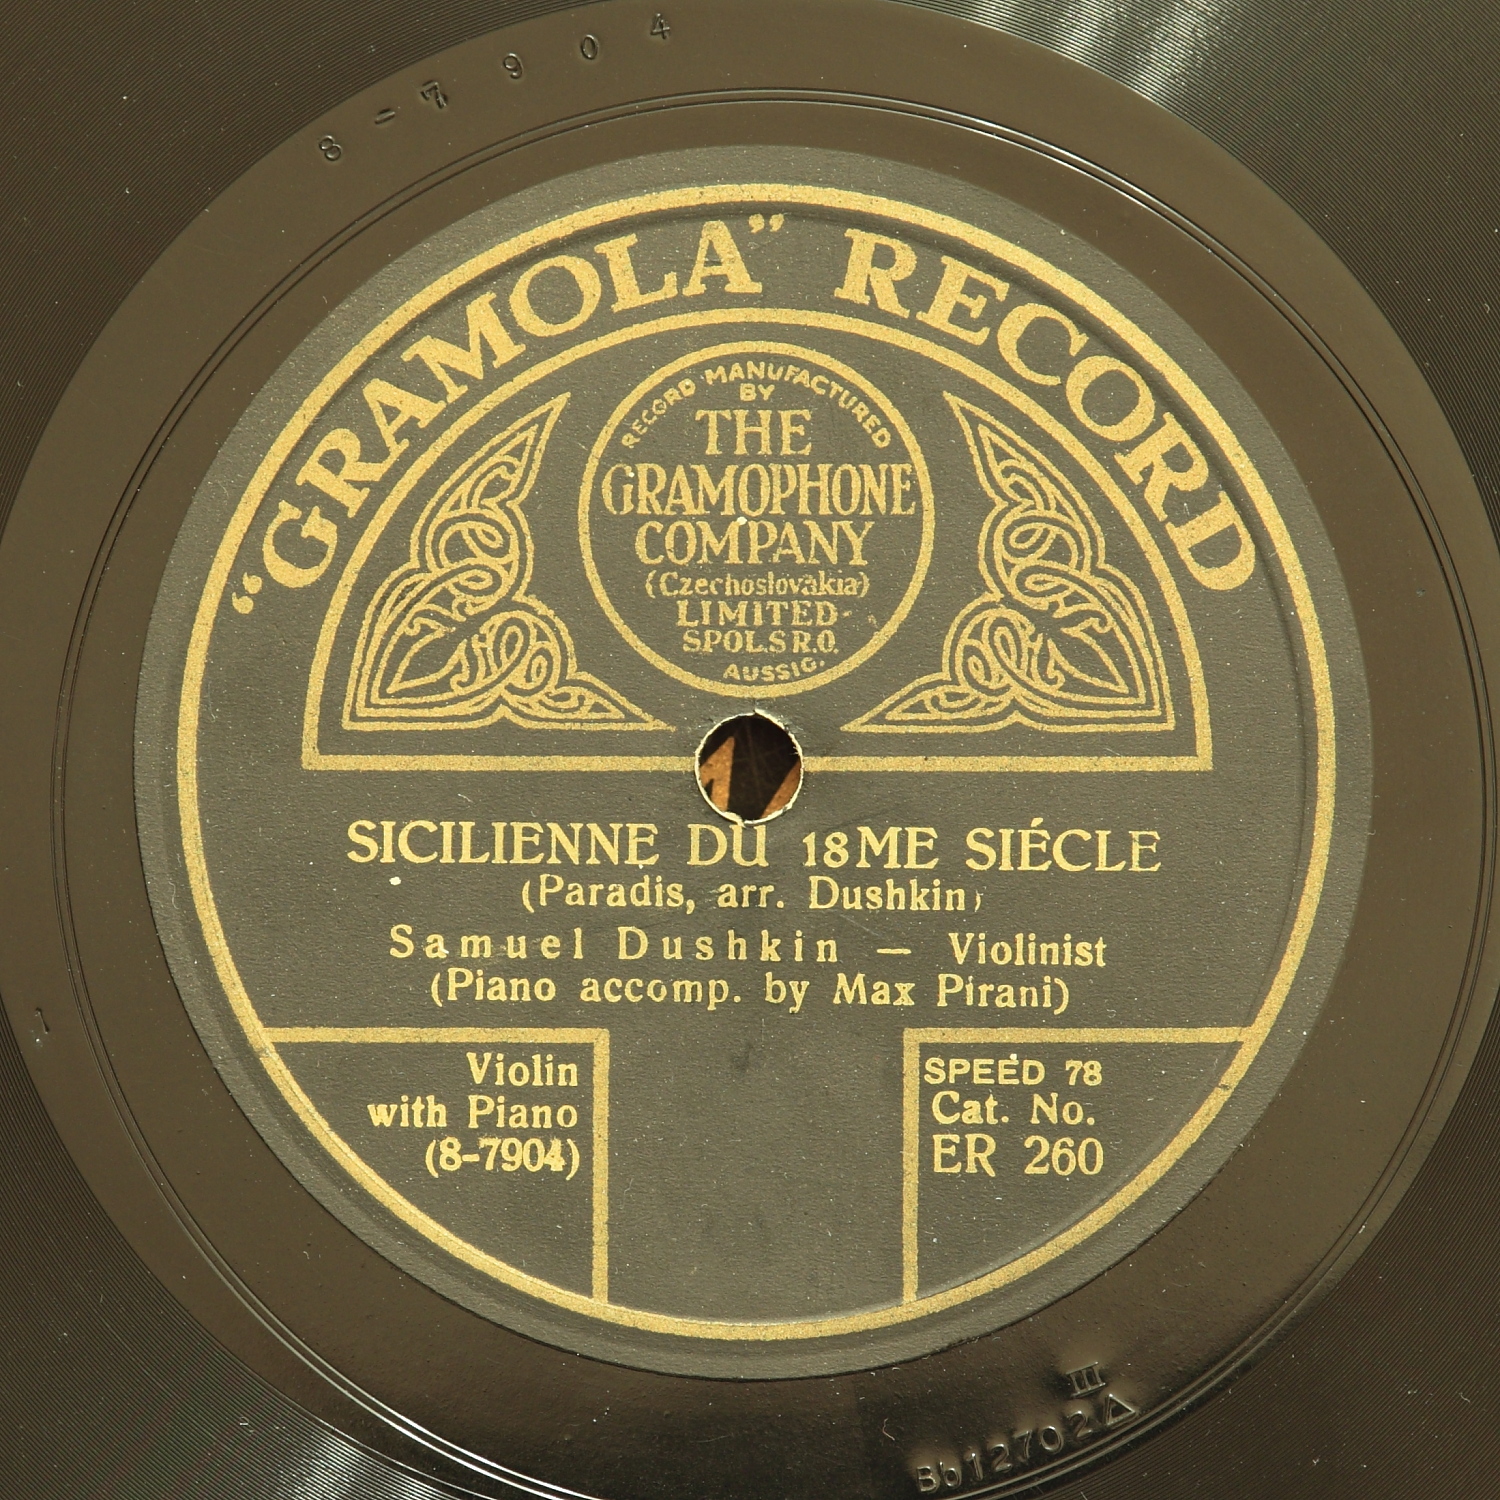 8-7904
"GRAMOLA" RECORD
RECORD MANUFACTURED
BY
THE
GRAMOPHONE
COMPANY
(Czechoslovakia)
LIMITED-
SPOL.S R.O.
AUSSIG.
SICILIENNE DU 18ME SIÉCLE
(Paradis, arr. Dushkin)
Samuel Dushkin — Violinist
(Piano accomp. by Max Pirani)
Violin
with Piano
(8-7904)
SPEED 78
Cat. No.
ER 260
III
Bb12702Δ